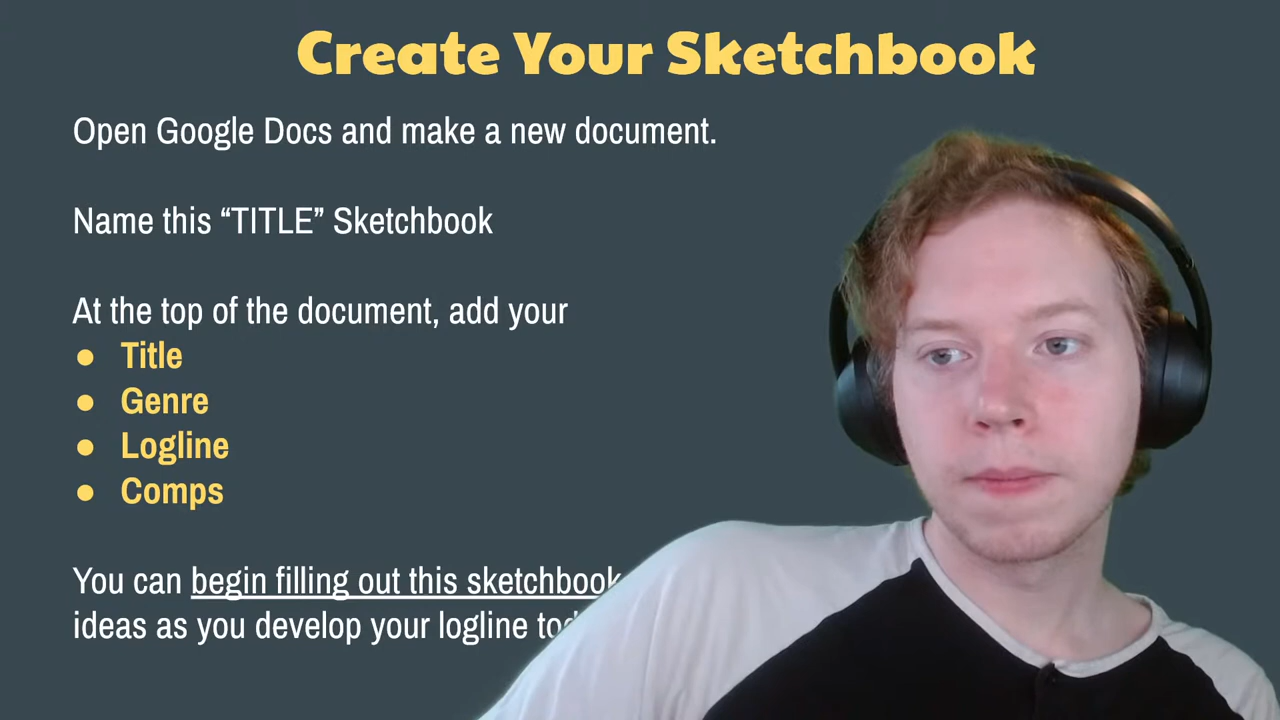 Create Your Sketchbook
Open Google Docs and make a new document.
Name this “TITLE” Sketchbook
At the top of the document, add your
● Title
● Genre
● Logline
● Comps
You can begin filling out this sketchbook
ideas as you develop your logline